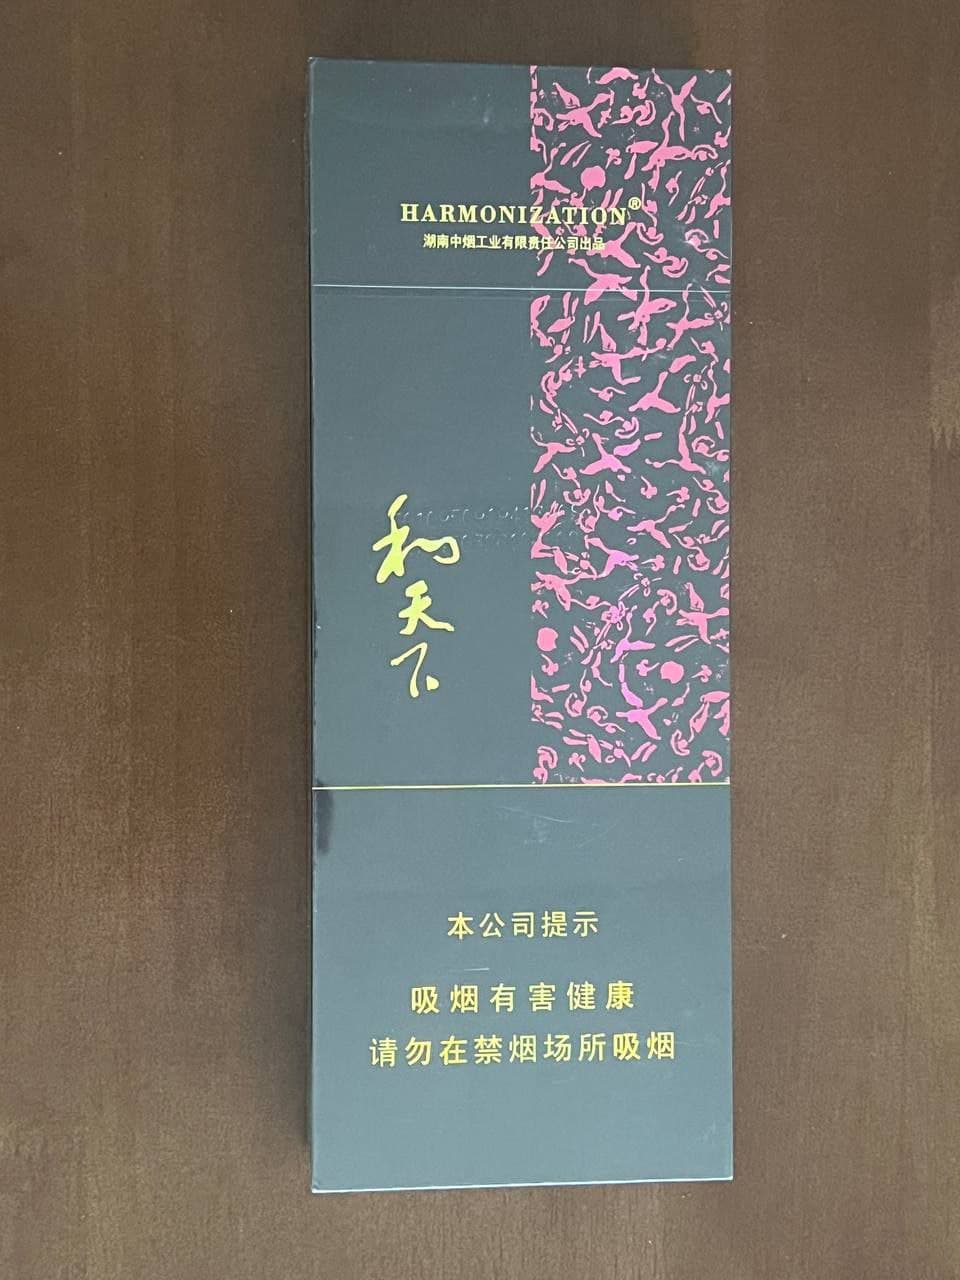 HARMONIZATION®
湖南中烟工业有限责任公司出品
和天下
本公司提示
吸烟有害健康
请勿在禁烟场所吸烟